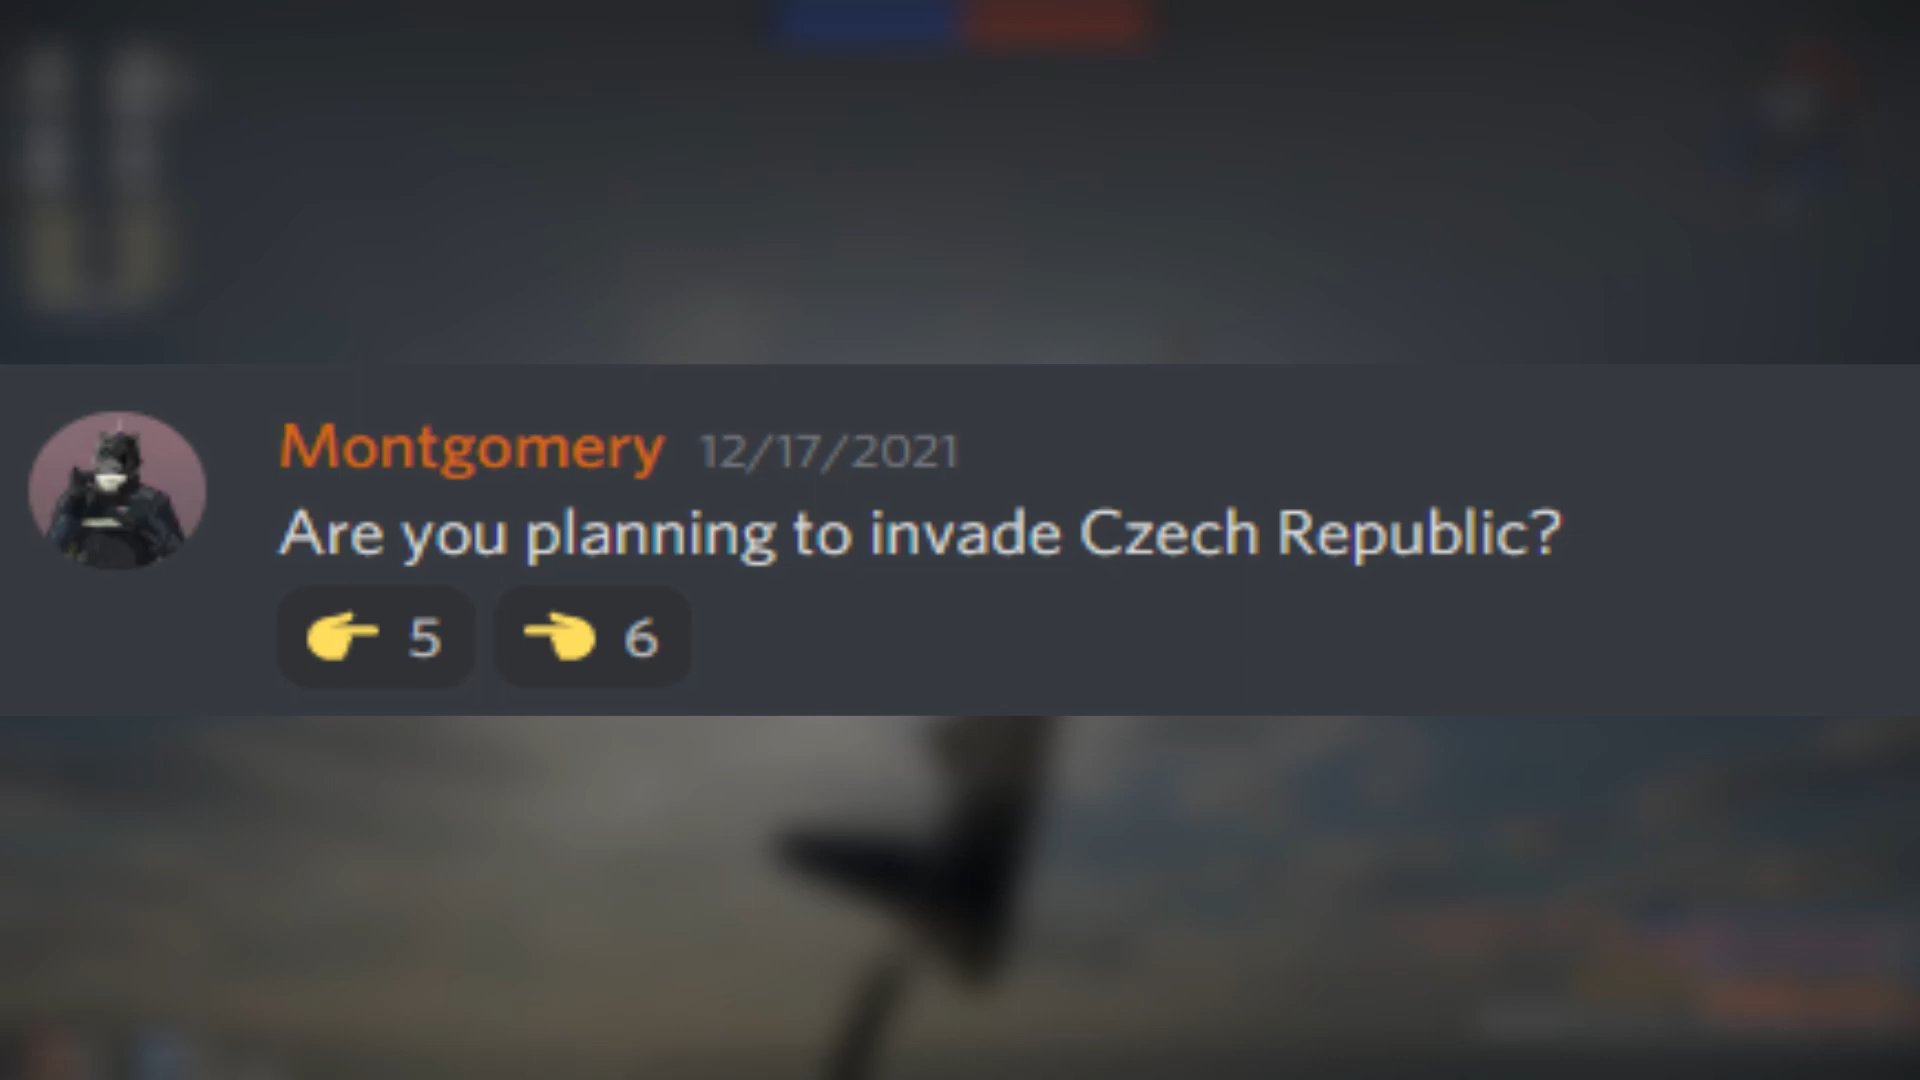 Montgomery 12/17/2021
Are you planning to invade Czech Republic?
👉 5 👈 6